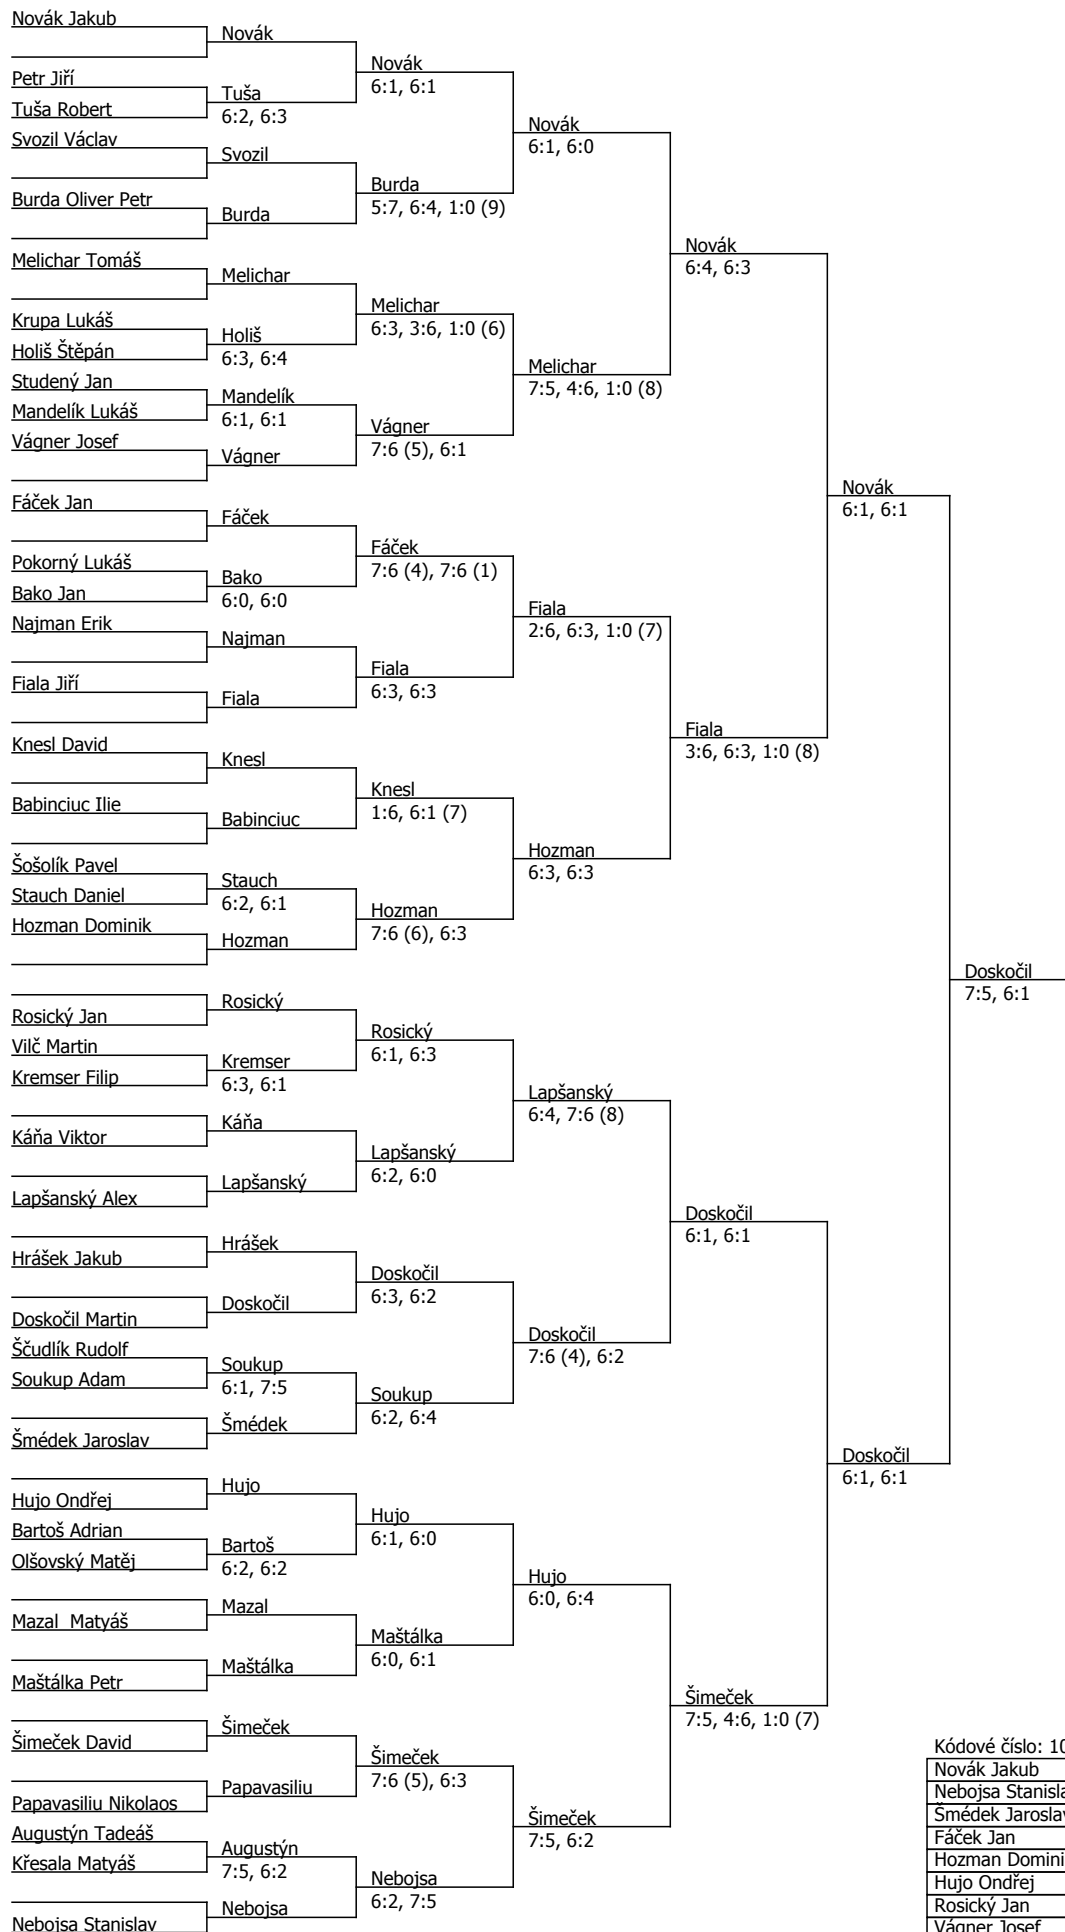 Novák Jakub
Petr Jiří
Tuša Robert
Svozil Václav
Burda Oliver Petr
Melichar Tomáš
Krupa Lukáš
Holiš Štěpán
Studený Jan
Mandelík Lukáš
Vágner Josef
Fáček Jan
Pokorný Lukáš
Bako Jan
Najman Erik
Fiala Jiří
Knesl David
Babinciuc Ilie
Šošolík Pavel
Stauch Daniel
Hozman Dominik
Rosický Jan
Vilč Martin
Kremser Filip
Káňa Viktor
Lapšanský Alex
Hrášek Jakub
Doskočil Martin
Ščudlík Rudolf
Soukup Adam
Šmédek Jaroslav
Hujo Ondřej
Bartoš Adrian
Olšovský Matěj
Mazal  Matyáš
Maštálka Petr
Šimeček David
Papavasiliu Nikolaos
Augustýn Tadeáš
Křesala Matyáš
Nebojsa Stanislav
Novák
Tuša
6:2, 6:3
Svozil
Burda
Melichar
Holiš
6:3, 6:4
Mandelík
6:1, 6:1
Vágner
Fáček
Bako
6:0, 6:0
Najman
Fiala
Knesl
Babinciuc
Stauch
6:2, 6:1
Hozman
Rosický
Kremser
6:3, 6:1
Káňa
Lapšanský
Hrášek
Doskočil
Soukup
6:1, 7:5
Šmédek
Hujo
Bartoš
6:2, 6:2
Mazal
Maštálka
Šimeček
Papavasiliu
Augustýn
7:5, 6:2
Nebojsa
Novák
6:1, 6:1
Burda
5:7, 6:4, 1:0 (9)
Melichar
6:3, 3:6, 1:0 (6)
Vágner
7:6 (5), 6:1
Fáček
7:6 (4), 7:6 (1)
Fiala
6:3, 6:3
Knesl
1:6, 6:1 (7)
Hozman
7:6 (6), 6:3
Rosický
6:1, 6:3
Lapšanský
6:2, 6:0
Doskočil
6:3, 6:2
Soukup
6:2, 6:4
Hujo
6:1, 6:0
Maštálka
6:0, 6:1
Šimeček
7:6 (5), 6:3
Nebojsa
6:2, 7:5
Novák
6:1, 6:0
Melichar
7:5, 4:6, 1:0 (8)
Fiala
2:6, 6:3, 1:0 (7)
Hozman
6:3, 6:3
Lapšanský
6:4, 7:6 (8)
Doskočil
7:6 (4), 6:2
Hujo
6:0, 6:4
Šimeček
7:5, 6:2
Novák
6:4, 6:3
Fiala
3:6, 6:3, 1:0 (8)
Doskočil
6:1, 6:1
Šimeček
7:5, 4:6, 1:0 (7)
Novák
6:1, 6:1
Doskočil
6:1, 6:1
Doskočil
7:5, 6:1
Kódové číslo: 10
Novák Jakub
Nebojsa Stanisla
Šmédek Jaroslav
Fáček Jan
Hozman Domini
Hujo Ondřej
Rosický Jan
Vágner Josef